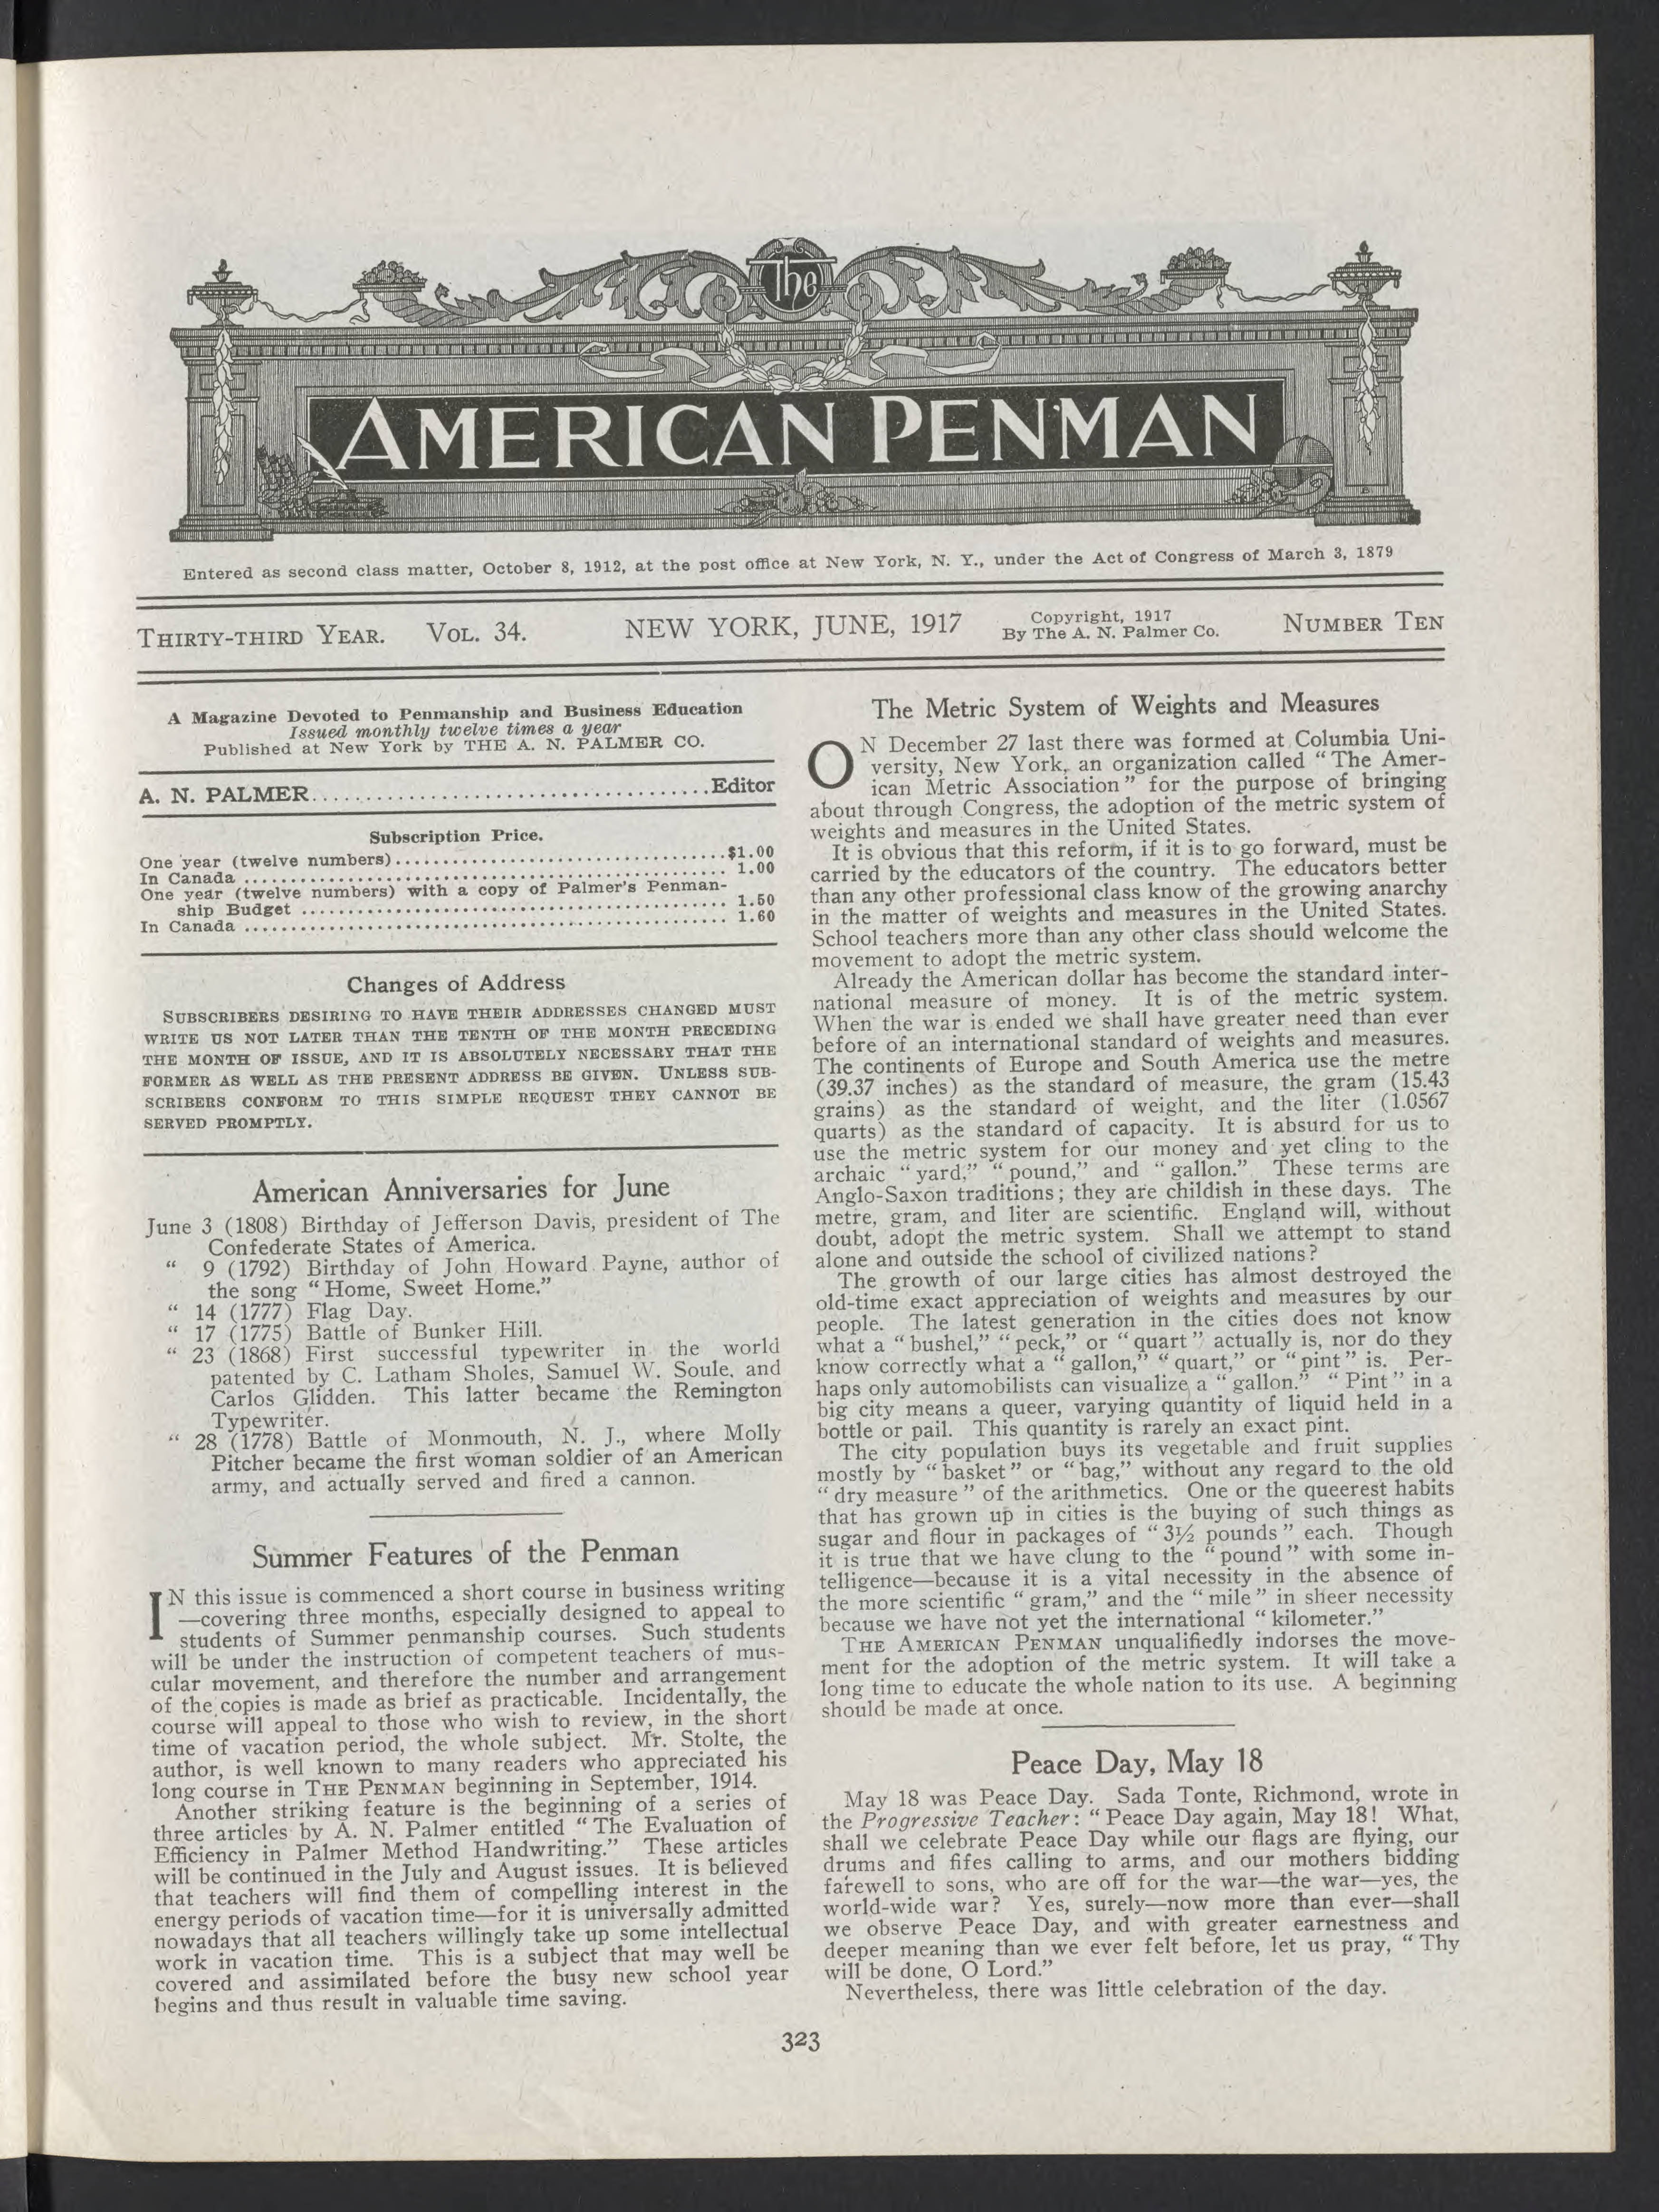 The
AMERICAN PENMAN
Entered as second class matter, October 8, 1912, at the post office at New York, N. Y., under the Act of Congress of March 3, 1879
THIRTY-THIRD YEAR. VOL. 34. NEW YORK, JUNE, 1917 Copyright, 1917 By The A. N. Palmer Co. NUMBER TEN
A Magazine Devoted to Penmanship and Business Education
Issued monthly twelve times a year
Published at New York by THE A. N. PALMER CO.
A. N. PALMER.....................................Editor
Subscription Price.
One year (twelve numbers)...................................$1.00
In Canada ................................................... 1.00
One year (twelve numbers) with a copy of Palmer's Penman-
ship Budget ............................................. 1.50
In Canada ................................................... 1.60
Changes of Address
SUBSCRIBERS DESIRING TO HAVE THEIR ADDRESSES CHANGED MUST
WRITE US NOT LATER THAN THE TENTH OF THE MONTH PRECEDING
THE MONTH OF ISSUE, AND IT IS ABSOLUTELY NECESSARY THAT THE
FORMER AS WELL AS THE PRESENT ADDRESS BE GIVEN. UNLESS SUB-
SCRIBERS CONFORM TO THIS SIMPLE REQUEST THEY CANNOT BE
SERVED PROMPTLY.
American Anniversaries for June
June 3 (1808) Birthday of Jefferson Davis, president of The
Confederate States of America.
" 9 (1792) Birthday of John Howard Payne, author of
the song "Home, Sweet Home."
" 14 (1777) Flag Day.
" 17 (1775) Battle of Bunker Hill.
" 23 (1868) First successful typewriter in the world
patented by C. Latham Sholes, Samuel W. Soule, and
Carlos Glidden. This latter became the Remington
Typewriter.
" 28 (1778) Battle of Monmouth, N. J., where Molly
Pitcher became the first woman soldier of an American
army, and actually served and fired a cannon.
Summer Features of the Penman
IN this issue is commenced a short course in business writing
—covering three months, especially designed to appeal to
students of Summer penmanship courses. Such students
will be under the instruction of competent teachers of mus-
cular movement, and therefore the number and arrangement
of the copies is made as brief as practicable. Incidentally, the
course will appeal to those who wish to review, in the short
time of vacation period, the whole subject. Mr. Stolte, the
author, is well known to many readers who appreciated his
long course in THE PENMAN beginning in September, 1914.
Another striking feature is the beginning of a series of
three articles by A. N. Palmer entitled "The Evaluation of
Efficiency in Palmer Method Handwriting." These articles
will be continued in the July and August issues. It is believed
that teachers will find them of compelling interest in the
energy periods of vacation time—for it is universally admitted
nowadays that all teachers willingly take up some intellectual
work in vacation time. This is a subject that may well be
covered and assimilated before the busy new school year
begins and thus result in valuable time saving.
The Metric System of Weights and Measures
ON December 27 last there was formed at Columbia Uni-
versity, New York, an organization called "The Amer-
ican Metric Association" for the purpose of bringing
about through Congress, the adoption of the metric system of
weights and measures in the United States.
It is obvious that this reform, if it is to go forward, must be
carried by the educators of the country. The educators better
than any other professional class know of the growing anarchy
in the matter of weights and measures in the United States.
School teachers more than any other class should welcome the
movement to adopt the metric system.
Already the American dollar has become the standard inter-
national measure of money. It is of the metric system.
When the war is ended we shall have greater need than ever
before of an international standard of weights and measures.
The continents of Europe and South America use the metre
(39.37 inches) as the standard of measure, the gram (15.43
grains) as the standard of weight, and the liter (1.0567
quarts) as the standard of capacity. It is absurd for us to
use the metric system for our money and yet cling to the
archaic "yard," "pound," and "gallon." These terms are
Anglo-Saxon traditions; they are childish in these days. The
metre, gram, and liter are scientific. England will, without
doubt, adopt the metric system. Shall we attempt to stand
alone and outside the school of civilized nations?
The growth of our large cities has almost destroyed the
old-time exact appreciation of weights and measures by our
people. The latest generation in the cities does not know
what a "bushel," "peck," or "quart" actually is, nor do they
know correctly what a "gallon," "quart," or "pint" is. Per-
haps only automobilists can visualize a "gallon." "Pint" in a
big city means a queer, varying quantity of liquid held in a
bottle or pail. This quantity is rarely an exact pint.
The city population buys its vegetable and fruit supplies
mostly by "basket" or "bag," without any regard to the old
"dry measure" of the arithmetics. One or the queerest habits
that has grown up in cities is the buying of such things as
sugar and flour in packages of "3½ pounds" each. Though
it is true that we have clung to the "pound" with some in-
telligence—because it is a vital necessity in the absence of
the more scientific "gram," and the "mile" in sheer necessity
because we have not yet the international "kilometer."
THE AMERICAN PENMAN unqualifiedly indorses the move-
ment for the adoption of the metric system. It will take a
long time to educate the whole nation to its use. A beginning
should be made at once.
Peace Day, May 18
May 18 was Peace Day. Sada Tonte, Richmond, wrote in
the Progressive Teacher: "Peace Day again, May 18! What,
shall we celebrate Peace Day while our flags are flying, our
drums and fifes calling to arms, and our mothers bidding
farewell to sons, who are off for the war—the war—yes, the
world-wide war? Yes, surely—now more than ever—shall
we observe Peace Day, and with greater earnestness and
deeper meaning than we ever felt before, let us pray, "Thy
will be done, O Lord."
Nevertheless, there was little celebration of the day.
323